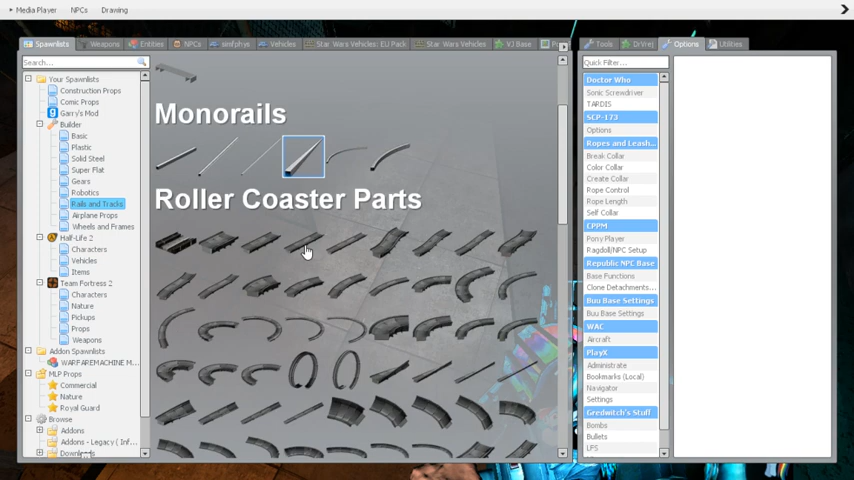 Media Player NPCs Drawing
Spawnlists Weapons Entities NPCs simfphys Vehicles Star Wars Vehicles: EU Pack Star Wars Vehicles VJ Base
Tools DrVrej Options Utilities
Search...
Quick Filter...
Your Spawnlists
Construction Props
Comic Props
Garry's Mod
Builder
Basic
Plastic
Solid Steel
Super Flat
Gears
Robotics
Rails and Tracks
Airplane Props
Wheels and Frames
Half-Life 2
Characters
Vehicles
Items
Team Fortress 2
Characters
Nature
Pickups
Props
Weapons
Addon Spawnlists
WARFAREMACHINE M...
MLP Props
Commercial
Nature
Royal Guard
Browse
Addons
Addons - Legacy ( Inf...
Monorails
Roller Coaster Parts
Doctor Who
Sonic Screwdriver
TARDIS
SCP-173
Options
Ropes and Leash...
Break Collar
Color Collar
Create Collar
Rope Control
Rope Length
Self Collar
CPPM
Pony Player
Ragdoll/NPC Setup
Republic NPC Base
Base Functions
Clone Detachments...
Buu Base Settings
Buu Base Settings
WAC
Aircraft
PlayX
Administrate
Bookmarks (Local)
Navigator
Settings
Gredwitch's Stuff
Bombs
Bullets
LFS